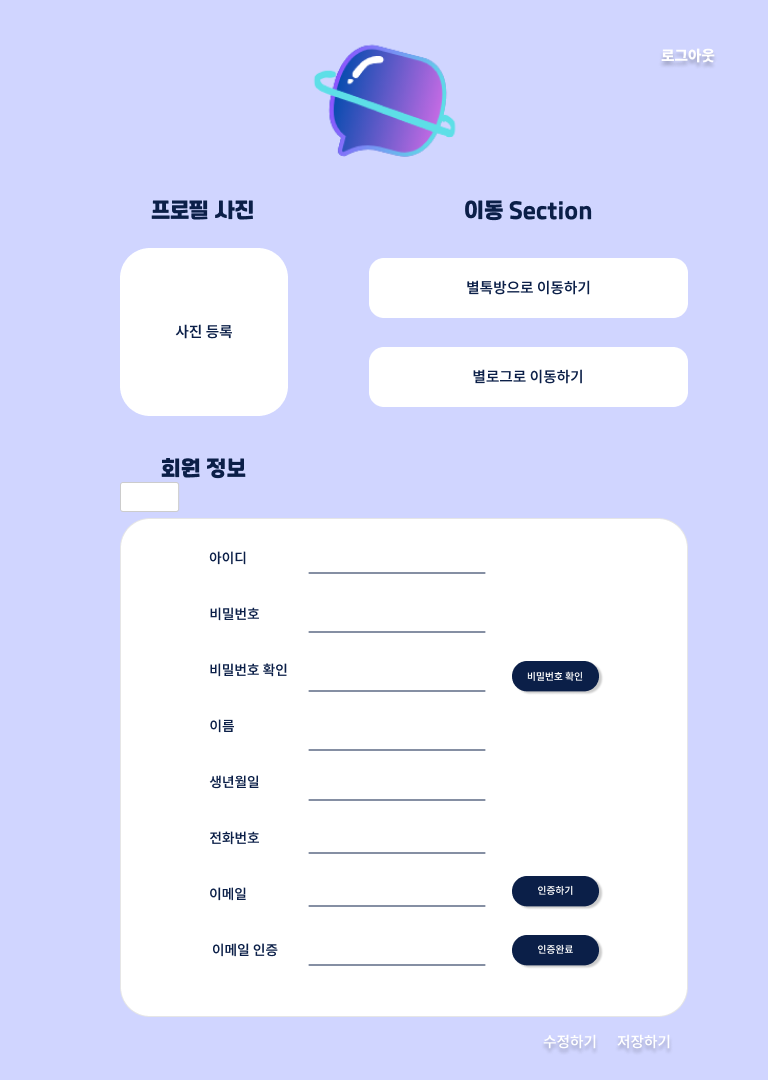 로그아웃
프로필 사진
이동 Section
사진 등록
별톡방으로 이동하기
별로그로 이동하기
회원 정보
아이디
비밀번호
비밀번호 확인
비밀번호 확인
이름
생년월일
전화번호
이메일
인증하기
이메일 인증
인증완료
수정하기
저장하기